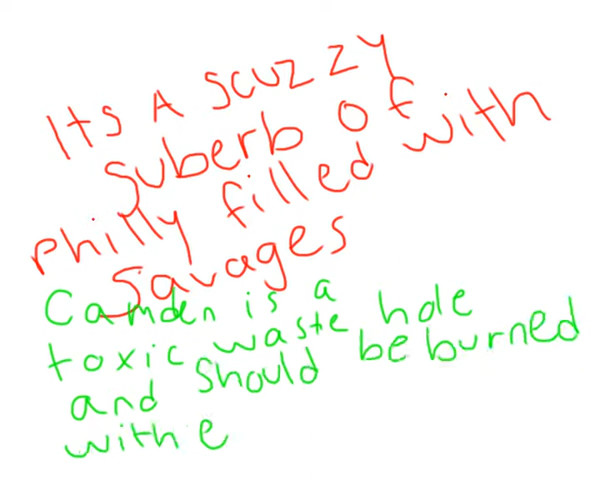 Its A scuzzy
suberb of
philly filled with
savages
Camden is a
toxic waste hole
and should be burned
with e